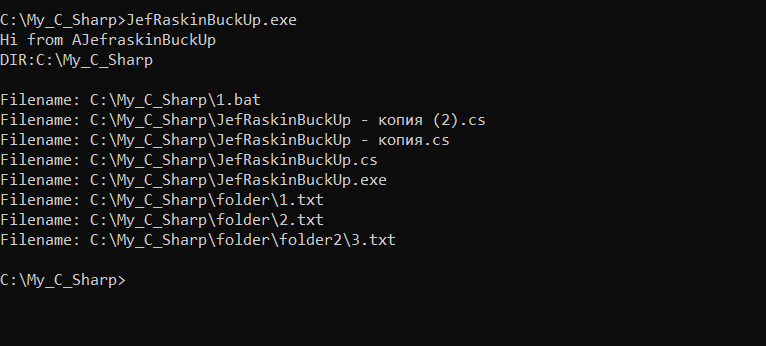 C:\My_C_Sharp>JefRaskinBuckUp.exe
Hi from AJefraskinBuckUp
DIR:C:\My_C_Sharp
Filename: C:\My_C_Sharp\1.bat
Filename: C:\My_C_Sharp\JefRaskinBuckUp - копия (2).cs
Filename: C:\My_C_Sharp\JefRaskinBuckUp - копия.cs
Filename: C:\My_C_Sharp\JefRaskinBuckUp.cs
Filename: C:\My_C_Sharp\JefRaskinBuckUp.exe
Filename: C:\My_C_Sharp\folder\1.txt
Filename: C:\My_C_Sharp\folder\2.txt
Filename: C:\My_C_Sharp\folder\folder2\3.txt
C:\My_C_Sharp>